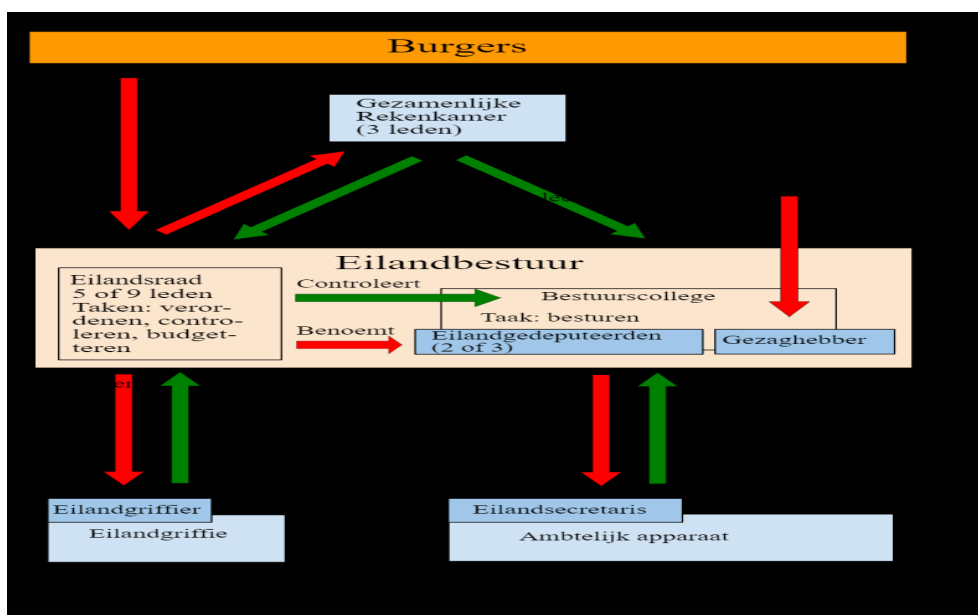 Burgers
Gezamenlijke
Rekenkamer
(3 leden)
Eilandbestuur
Eilandsraad
5 of 9 leden
Taken: veror-
denen, contro-
leren, budget-
teren
Controleert
Benoemt
Bestuurscollege
Taak: besturen
Eilandgedeputeerden
(2 of 3)
Gezaghebber
Eilandgriffier
Eilandgriffie
Eilandsecretaris
Ambtelijk apparaat